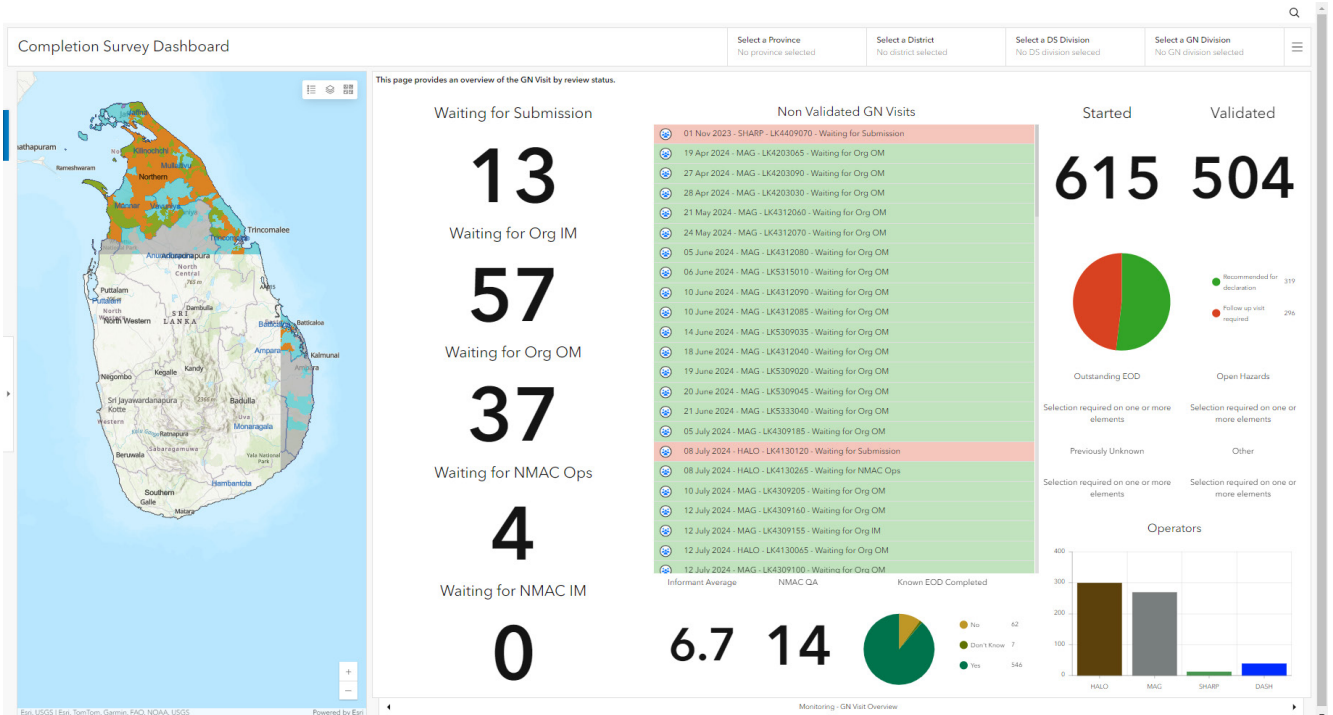 Completion Survey Dashboard
Select a Province
No province selected
Select a District
No district selected
Select a DS Division
No DS division seleced
Select a GN Division
No GN division selected
This page provides an overview of the GN Visit by review status.
Waiting for Submission
13
Waiting for Org IM
57
Waiting for Org OM
37
Waiting for NMAC Ops
4
Waiting for NMAC IM
0
Non Validated GN Visits
01 Nov 2023 - SHARP - LK4409070 - Waiting for Submission
19 Apr 2024 - MAG - LK4203065 - Waiting for Org OM
27 Apr 2024 - MAG - LK4203090 - Waiting for Org OM
28 Apr 2024 - MAG - LK4203030 - Waiting for Org OM
21 May 2024 - MAG - LK4312060 - Waiting for Org OM
24 May 2024 - MAG - LK4312070 - Waiting for Org OM
05 June 2024 - MAG - LK4312080 - Waiting for Org OM
06 June 2024 - MAG - LK5315010 - Waiting for Org OM
10 June 2024 - MAG - LK4312090 - Waiting for Org OM
10 June 2024 - MAG - LK4312085 - Waiting for Org OM
14 June 2024 - MAG - LK5309035 - Waiting for Org OM
18 June 2024 - MAG - LK4312040 - Waiting for Org OM
19 June 2024 - MAG - LK5309020 - Waiting for Org OM
20 June 2024 - MAG - LK5309045 - Waiting for Org OM
21 June 2024 - MAG - LK5333040 - Waiting for Org OM
05 July 2024 - MAG - LK4309185 - Waiting for Org OM
08 July 2024 - HALO - LK4130120 - Waiting for Submission
08 July 2024 - HALO - LK4130265 - Waiting for NMAC Ops
10 July 2024 - MAG - LK4309205 - Waiting for Org OM
12 July 2024 - MAG - LK4309160 - Waiting for Org OM
12 July 2024 - MAG - LK4309155 - Waiting for Org IM
12 July 2024 - HALO - LK4130065 - Waiting for Org OM
12 July 2024 - MAG - LK4309100 - Waiting for Org OM
Informant Average
6.7
NMAC QA
14
Known EOD Completed
No 62
Don't Know 7
Yes 546
Started
615
Validated
504
Recommended for
declaration 319
Follow up visit
required 296
Outstanding EOD
Selection required on one or more
elements
Open Hazards
Selection required on one or
more elements
Previously Unknown
Selection required on one or more
elements
Other
Selection required on one or
more elements
Operators
400
300
200
100
0
HALO
MAG
SHARP
DASH
Monitoring - GN Visit Overview
Jaffna
Kilinochchi
Mullaitivu
Northern
Rameshwaram
Mannar
Trincomalee
North
Central
Puttalam
Puttalam
North Western
Dambulla
SRI
LANKA
Batticaloa
Ampara
Kalmunai
Negombo
Kegalle
Kandy
Sri Jayawardanapura
Kotte
Western
Badulla
Uva
Monaragala
Ratnapura
Sabaragamuwa
Beruwala
Yala National
Park
Hambantota
Southern
Galle
Matara
+
−
Esri, USGS | Esri, TomTom, Garmin, FAO, NOAA, USGS
Powered by Esri